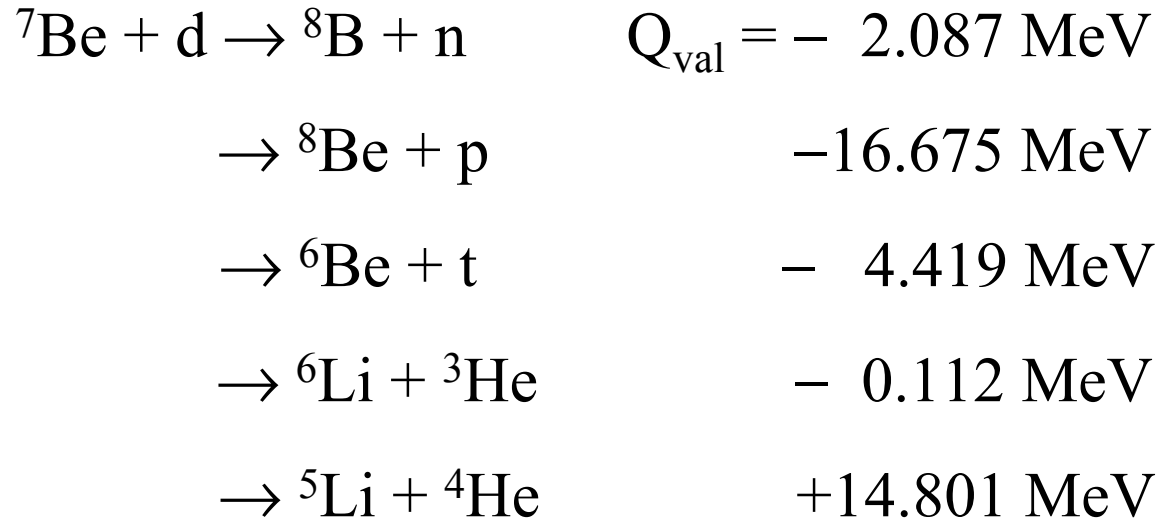 ⁷Be + d → ⁸B + n Q_val = − 2.087 MeV
→ ⁸Be + p −16.675 MeV
→ ⁶Be + t − 4.419 MeV
→ ⁶Li + ³He − 0.112 MeV
→ ⁵Li + ⁴He +14.801 MeV